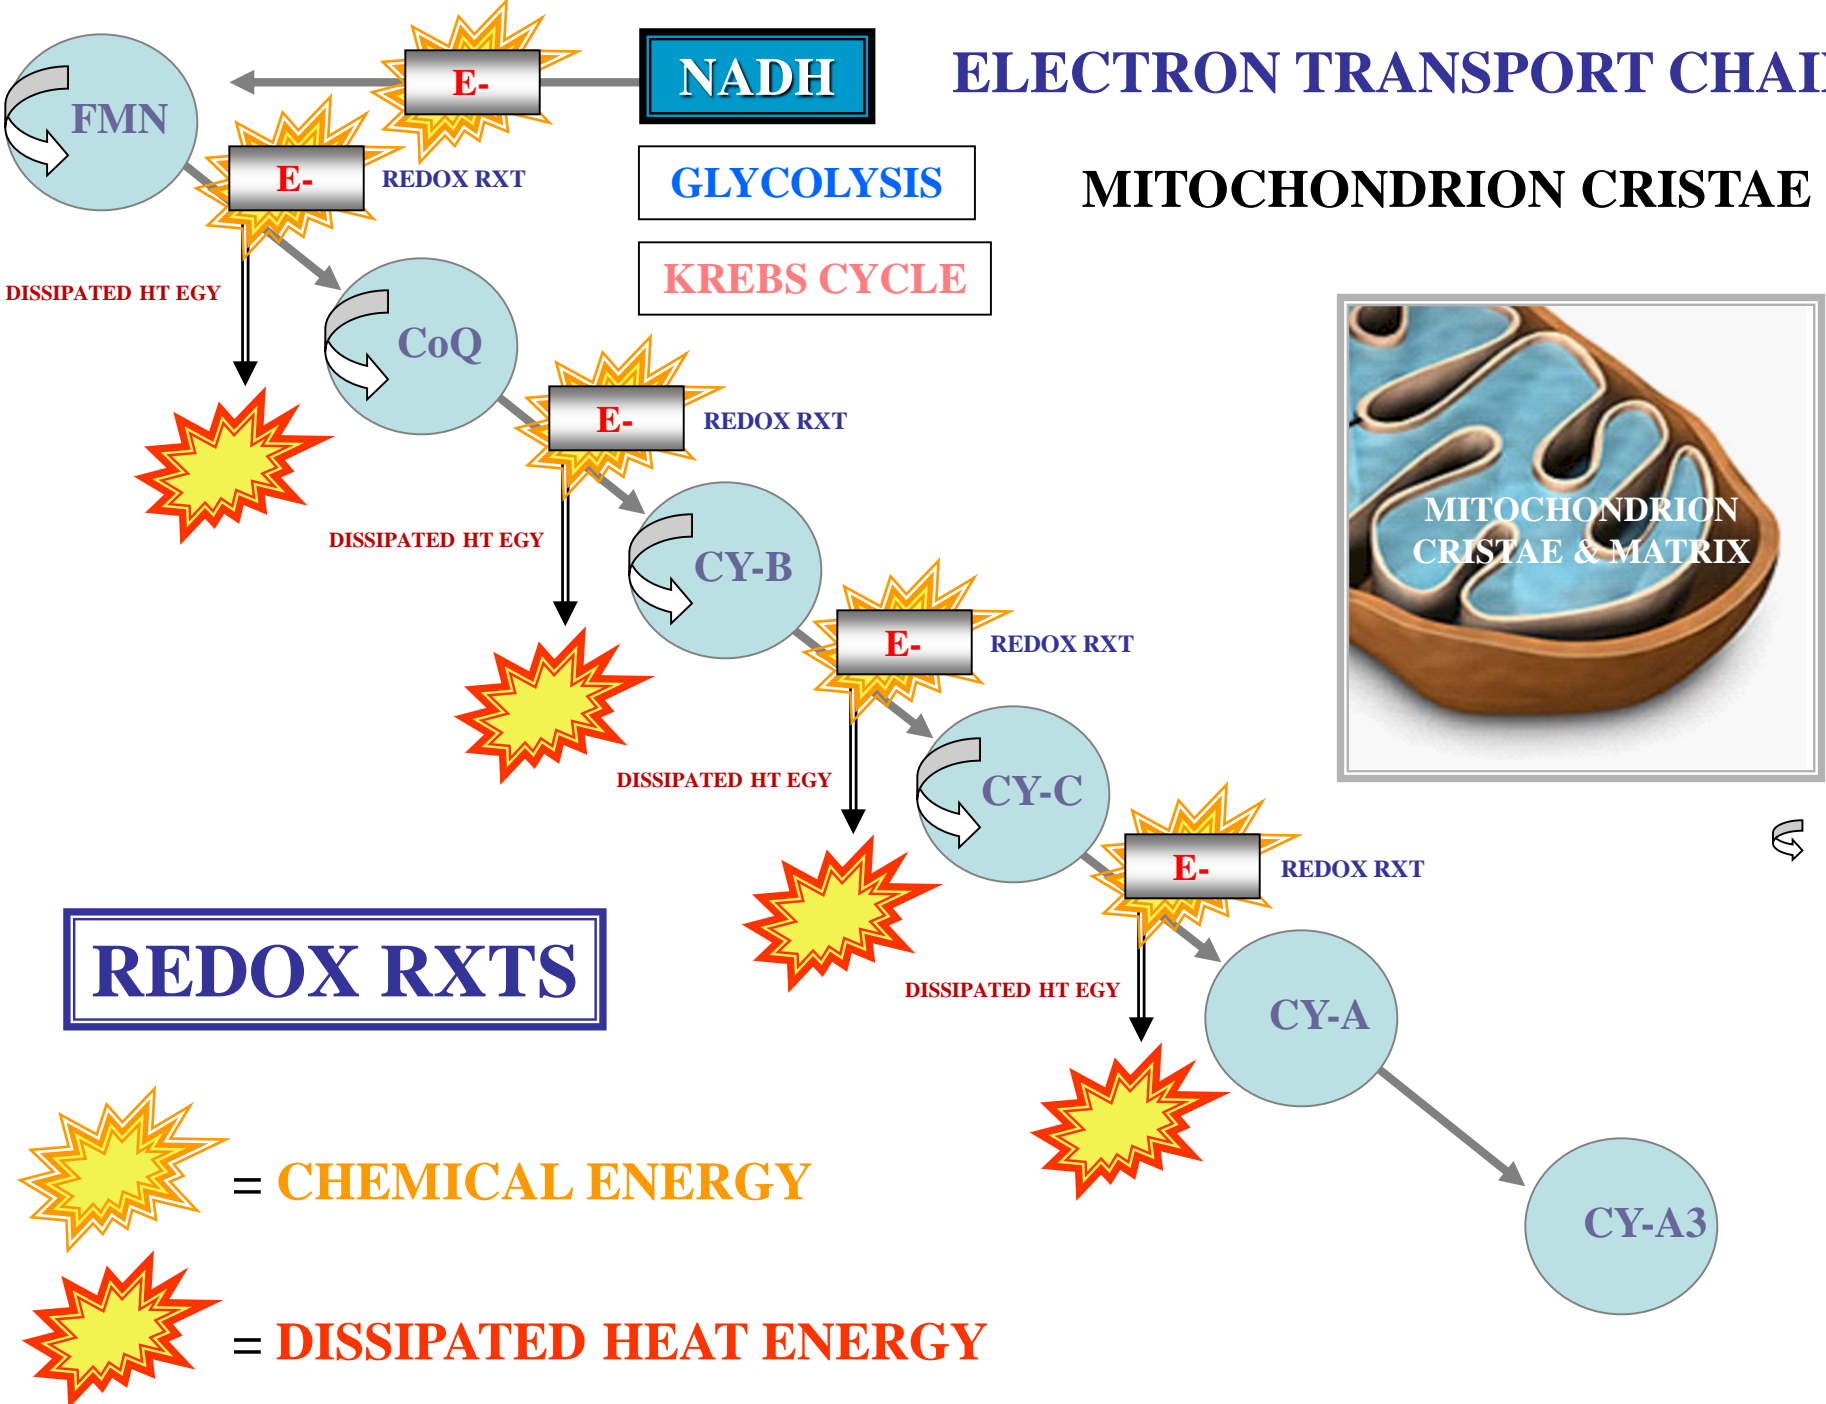 E-
NADH
ELECTRON TRANSPORT CHAI
FMN
E-
REDOX RXT
GLYCOLYSIS
MITOCHONDRION CRISTAE
KREBS CYCLE
DISSIPATED HT EGY
CoQ
E-
REDOX RXT
MITOCHONDRION
CRISTAE & MATRIX
DISSIPATED HT EGY
CY-B
E-
REDOX RXT
DISSIPATED HT EGY
CY-C
E-
REDOX RXT
REDOX RXTS
DISSIPATED HT EGY
CY-A
= CHEMICAL ENERGY
CY-A3
= DISSIPATED HEAT ENERGY